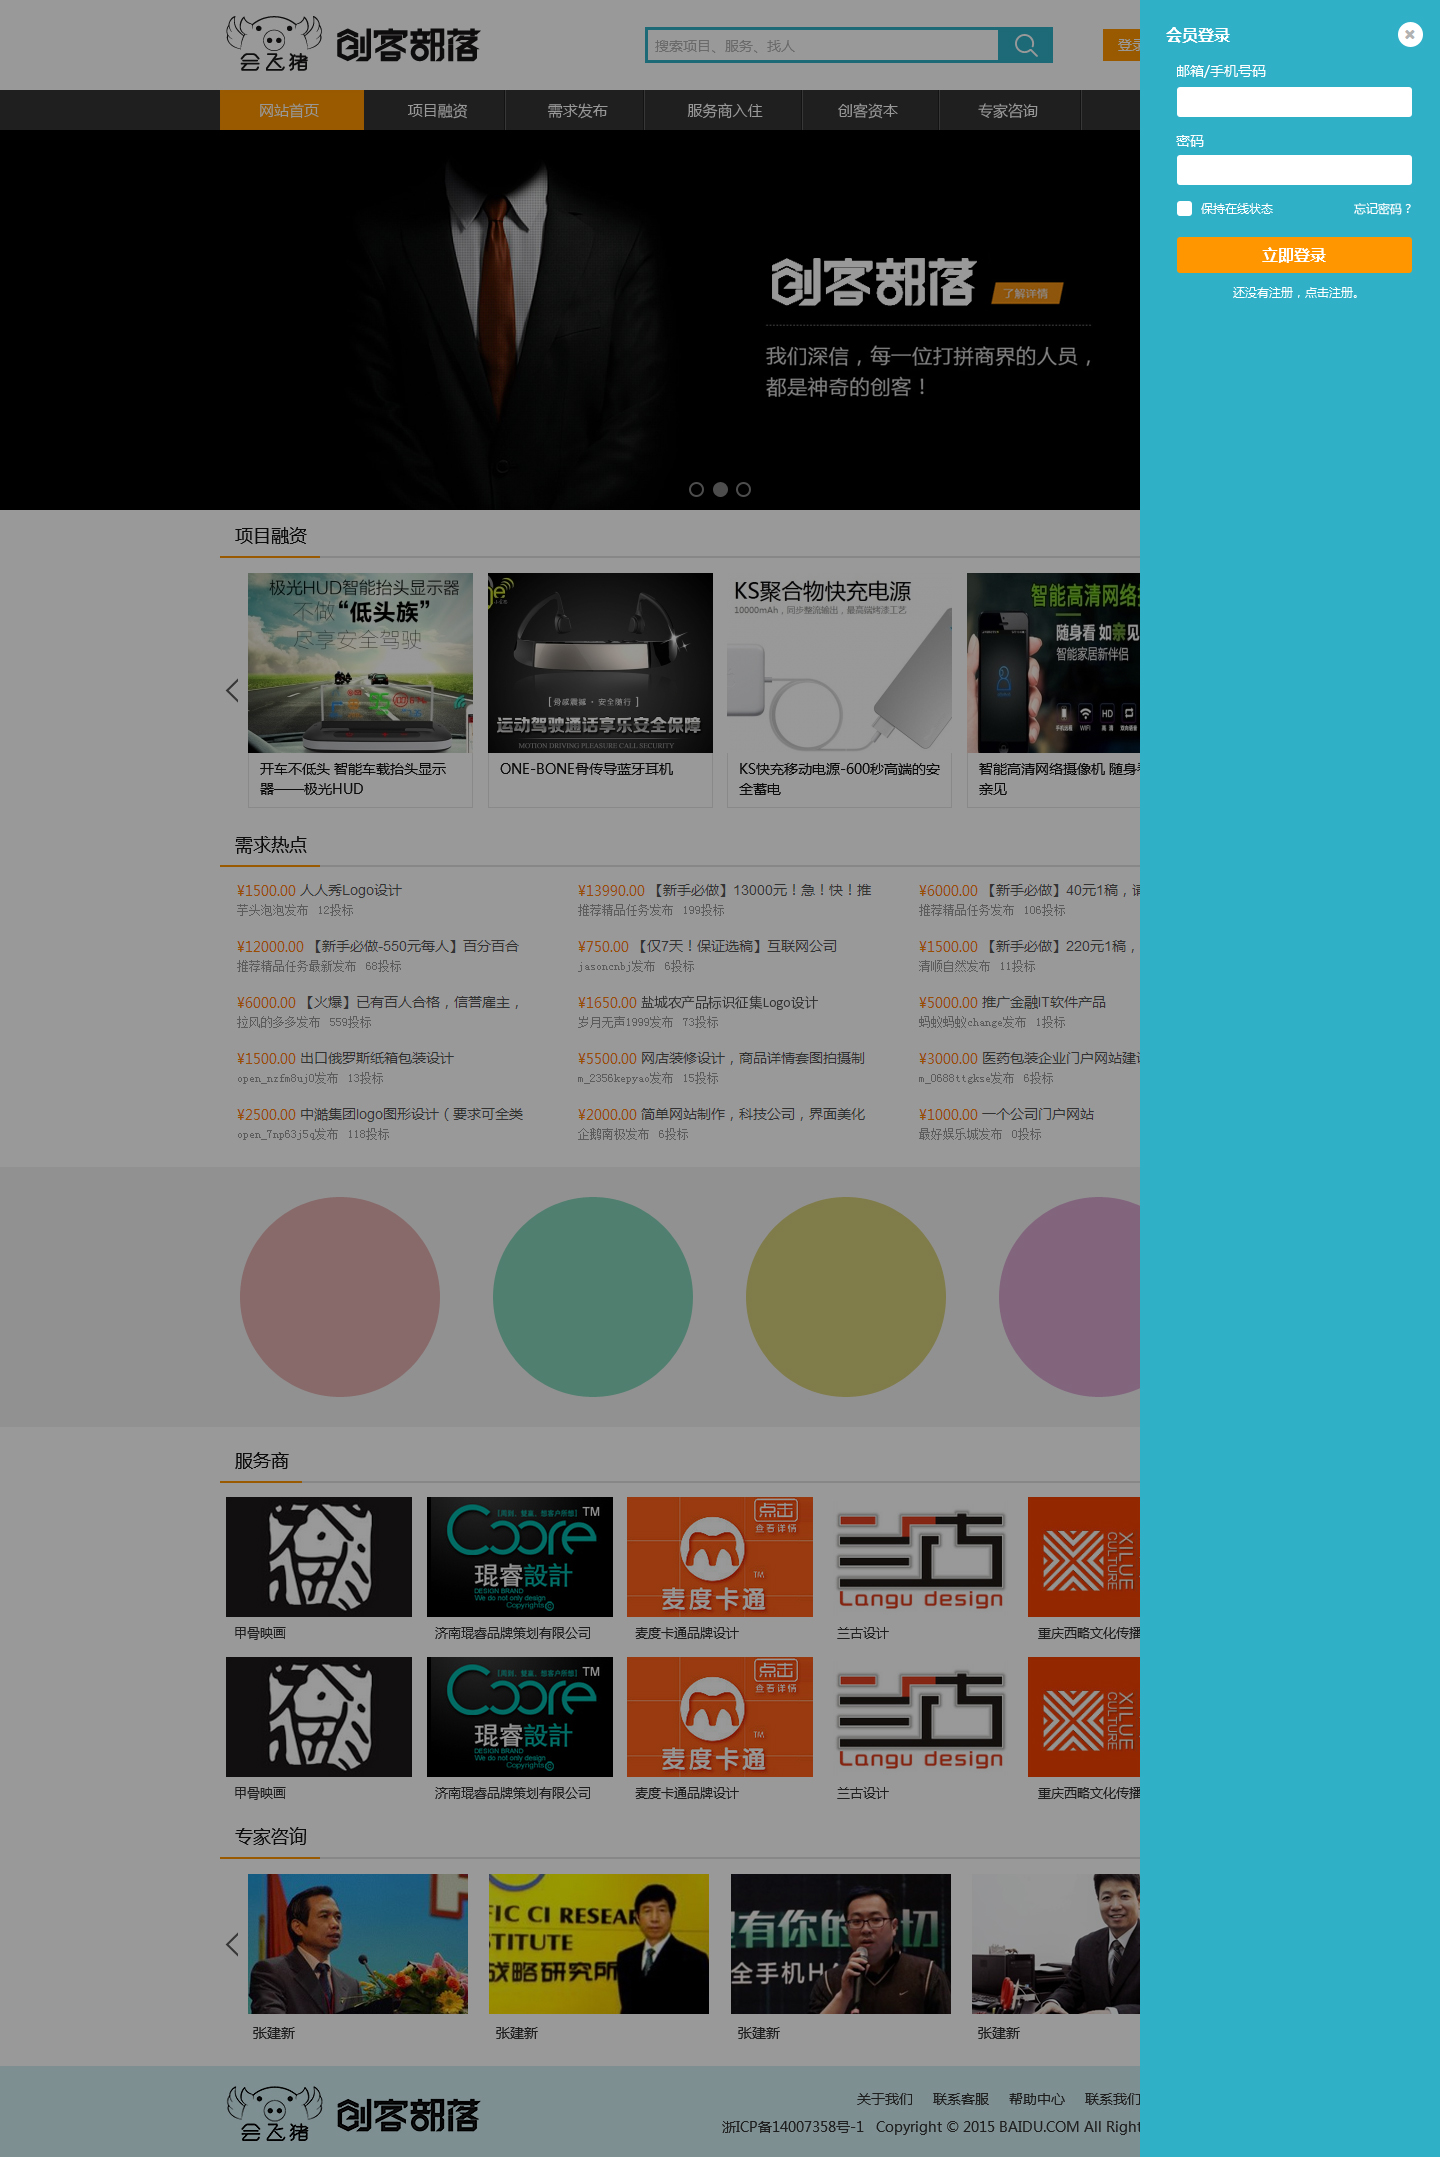 会飞猪 创客部落
搜索项目、服务、找人
登录
网站首页 项目融资 需求发布 服务商入住 创客资本 专家咨询
创客部落 了解详情
我们深信，每一位打拼商界的人员，
都是神奇的创客！
会员登录
邮箱/手机号码
密码
保持在线状态 忘记密码？
立即登录
还没有注册，点击注册。
项目融资
极光HUD智能抬头显示器
不做“低头族”
尽享安全驾驶
[ 骨感震撼 · 安全随行 ]
运动驾驶通话享乐安全保障
MOTION DRIVING PLEASURE CALL SECURITY
KS聚合物快充电源
10000mAh，同步整流输出，最高端烤漆工艺
智能高清网络
随身看 如亲见
智能家居新伴侣
开车不低头 智能车载抬头显示
器——极光HUD
ONE-BONE骨传导蓝牙耳机
KS快充移动电源-600秒高端的安
全蓄电
智能高清网络摄像机 随身
亲见
需求热点
¥1500.00 人人秀Logo设计
芋头泡泡发布 12投标
¥13990.00 【新手必做】13000元！急！快！推
推荐精品任务发布 199投标
¥6000.00 【新手必做】40元1稿，请
推荐精品任务发布 106投标
¥12000.00 【新手必做-550元每人】百分百合
推荐精品任务最新发布 68投标
¥750.00 【仅7天！保证选稿】互联网公司
jasoncnbj发布 6投标
¥1500.00 【新手必做】220元1稿，
清顺自然发布 11投标
¥6000.00 【火爆】已有百人合格，信誉雇主，
拉风的多多发布 559投标
¥1650.00 盐城农产品标识征集Logo设计
岁月无声1999发布 73投标
¥5000.00 推广金融IT软件产品
蚂蚁蚂蚁change发布 1投标
¥1500.00 出口俄罗斯纸箱包装设计
open_nzfm8uj0发布 13投标
¥5500.00 网店装修设计，商品详情套图拍摄制
m_2356kepyao发布 15投标
¥3000.00 医药包装企业门户网站建设
m_0688ttgkse发布 6投标
¥2500.00 中澔集团logo图形设计（要求可全类
open_7np63j5q发布 118投标
¥2000.00 简单网站制作，科技公司，界面美化
企鹅南极发布 6投标
¥1000.00 一个公司门户网站
最好娱乐城发布 0投标
服务商
Coore TM
琨睿設計
DESIGN BRAND
We do not only design
Copyrights©
点击
查看详情
麦度卡通 TM
兰古
Langu design
XILUE
CULTURE
甲骨映画 济南琨睿品牌策划有限公司 麦度卡通品牌设计 兰古设计 重庆西略文化传播
Coore TM
琨睿設計
DESIGN BRAND
We do not only design
Copyrights©
点击
查看详情
麦度卡通 TM
兰古
Langu design
XILUE
CULTURE
甲骨映画 济南琨睿品牌策划有限公司 麦度卡通品牌设计 兰古设计 重庆西略文化传播
专家咨询
FIC CI RESEAR
STITUTE
战略研究所
有你的 切
全手机H
张建新 张建新 张建新 张建新
会飞猪 创客部落
关于我们 联系客服 帮助中心 联系我们
浙ICP备14007358号-1 Copyright © 2015 BAIDU.COM All Right